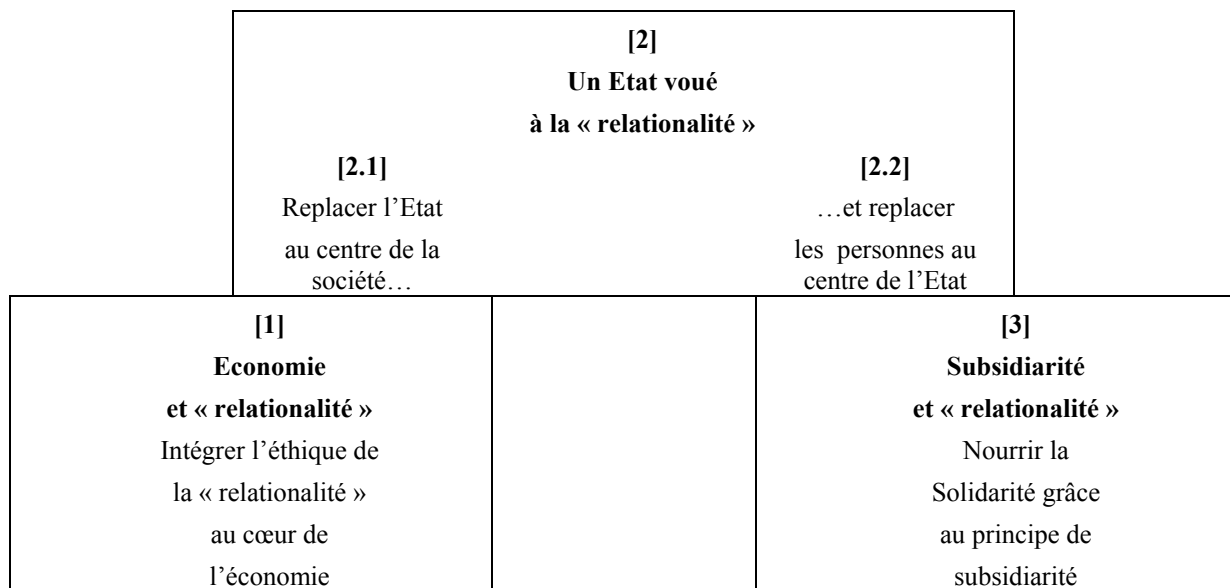 [2]
Un Etat voué
à la « relationalité »
[2.1]
Replacer l’Etat
au centre de la
société…
[2.2]
…et replacer
les  personnes au
centre de l’Etat
[1]
Economie
et « relationalité »
Intégrer l’éthique de
la « relationalité »
au cœur de
l’économie
[3]
Subsidiarité
et « relationalité »
Nourrir la
Solidarité grâce
au principe de
subsidiarité